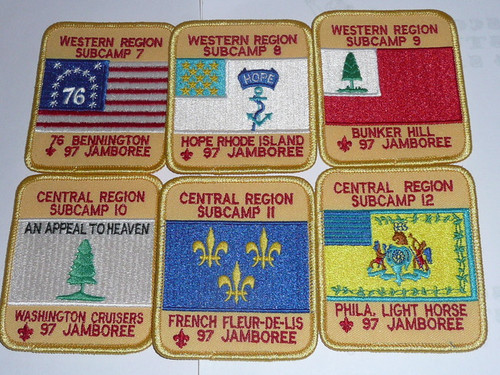 WESTERN REGION
SUBCAMP 7
76
76 BENNINGTON
97 JAMBOREE
WESTERN REGION
SUBCAMP 8
HOPE
HOPE RHODE ISLAND
97 JAMBOREE
WESTERN REGION
SUBCAMP 9
BUNKER HILL
97 JAMBOREE
CENTRAL REGION
SUBCAMP 10
AN APPEAL TO HEAVEN
WASHINGTON CRUISERS
97 JAMBOREE
CENTRAL REGION
SUBCAMP 11
FRENCH FLEUR-DE-LIS
97 JAMBOREE
CENTRAL REGION
SUBCAMP 12
PHILA. LIGHT HORSE
97 JAMBOREE